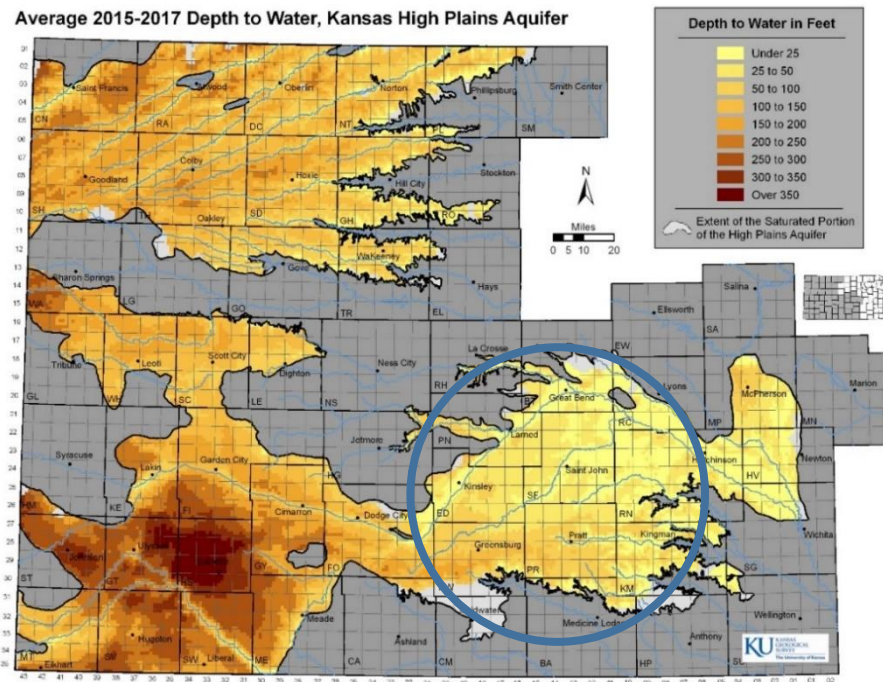 Average 2015-2017 Depth to Water, Kansas High Plains Aquifer
Depth to Water in Feet
Under 25
25 to 50
50 to 100
100 to 150
150 to 200
200 to 250
250 to 300
300 to 350
Over 350
Extent of the Saturated Portion
of the High Plains Aquifer
N
Miles
0 5 10 20
Saint Francis
Atwood
Oberlin
Norton
Phillipsburg
Smith Center
CN
RA
DC
NT
PL
SM
Goodland
Colby
Hoxie
Hill City
Stockton
SH
TH
SD
GH
RO
Oakley
Gove
WaKeeney
Hays
Sharon Springs
WA
LG
GO
TR
EL
Salina
Ellsworth
SA
Tribune
Leoti
Scott City
Dighton
Ness City
La Crosse
EW
Great Bend
Lyons
McPherson
Marion
GL
WH
SC
LE
NS
RH
RC
MP
MN
Jetmore
PN
Larned
Syracuse
Lakin
Garden City
HG
Kinsley
Saint John
Hutchinson
HV
Newton
HM
KE
FI
Cimarron
Dodge City
ED
SF
RN
Wichita
Johnson
Ulysses
Greensburg
Pratt
Kingman
ST
GT
GY
FO
PR
KM
SG
Meade
Medicine Lodge
Wellington
Hugoton
Liberal
Ashland
Anthony
MT
Elkhart
SV
SW
ME
CA
CM
BA
HP
SU
KU
KANSAS
GEOLOGICAL
SURVEY
The University of Kansas